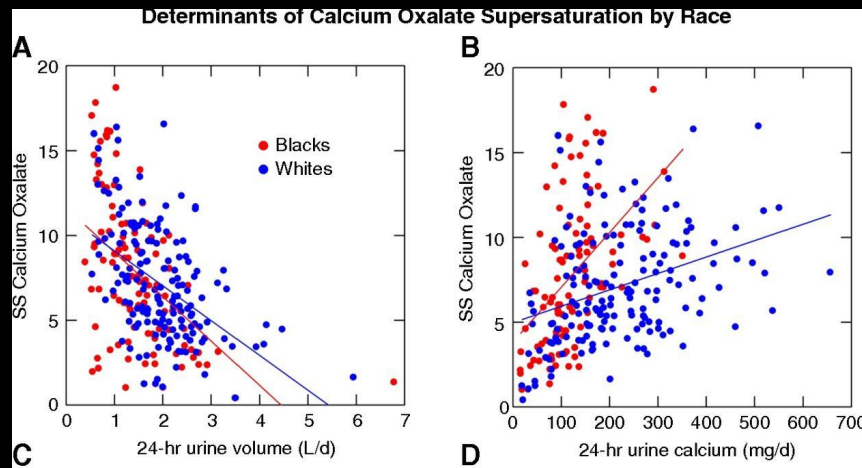 Determinants of Calcium Oxalate Supersaturation by Race
A
B
20
15
10
5
0
SS Calcium Oxalate
Blacks
Whites
0 1 2 3 4 5 6 7
24-hr urine volume (L/d)
20
15
10
5
0
SS Calcium Oxalate
0 100 200 300 400 500 600 700
24-hr urine calcium (mg/d)
C
D